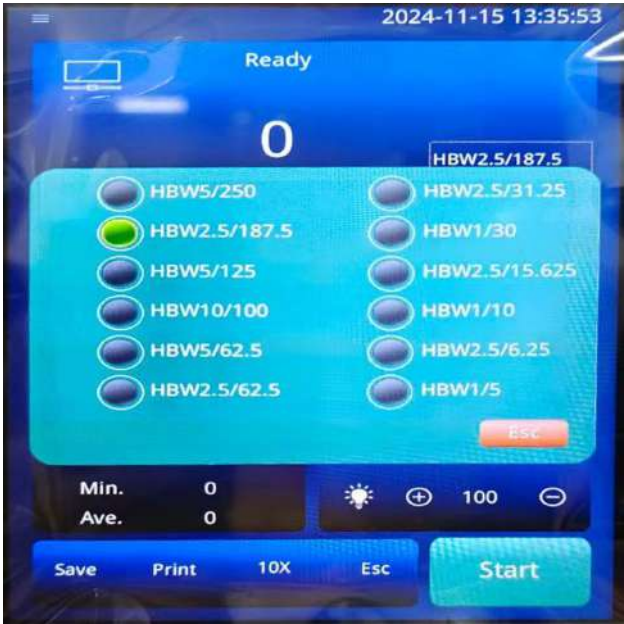 2024-11-15 13:35:53
Ready
0
HBW2.5/187.5
HBW5/250
HBW2.5/31.25
HBW2.5/187.5
HBW1/30
HBW5/125
HBW2.5/15.625
HBW10/100
HBW1/10
HBW5/62.5
HBW2.5/6.25
HBW2.5/62.5
HBW1/5
Esc
Min. 0
100
Ave. 0
Save Print 10X Esc
Start